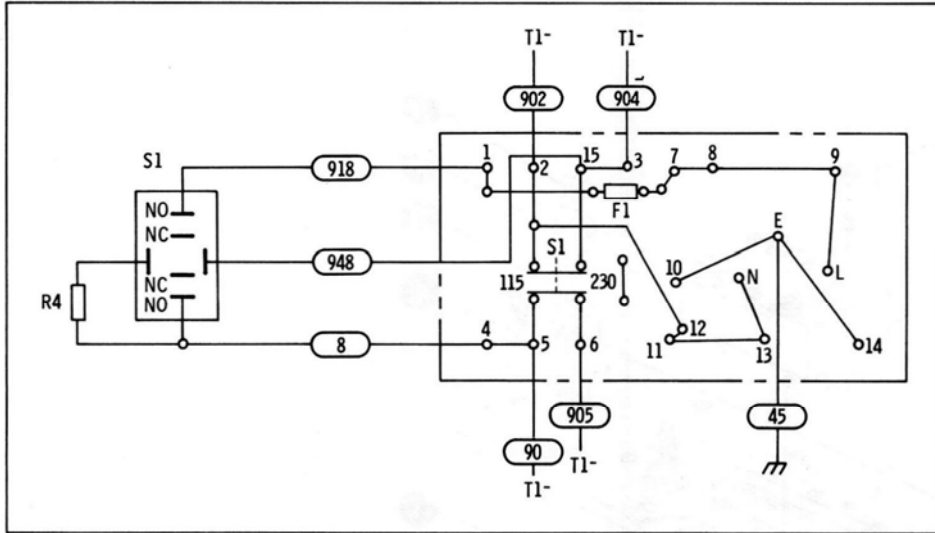 T1- T1-
902 904
S1 918 1 2 15 3 7 8 9
NO F1
NC S1 E
948 115 230 10 N L
NC
NO
R4 12
8 4 5 6 11 13 14
905 45
90 T1-
T1-